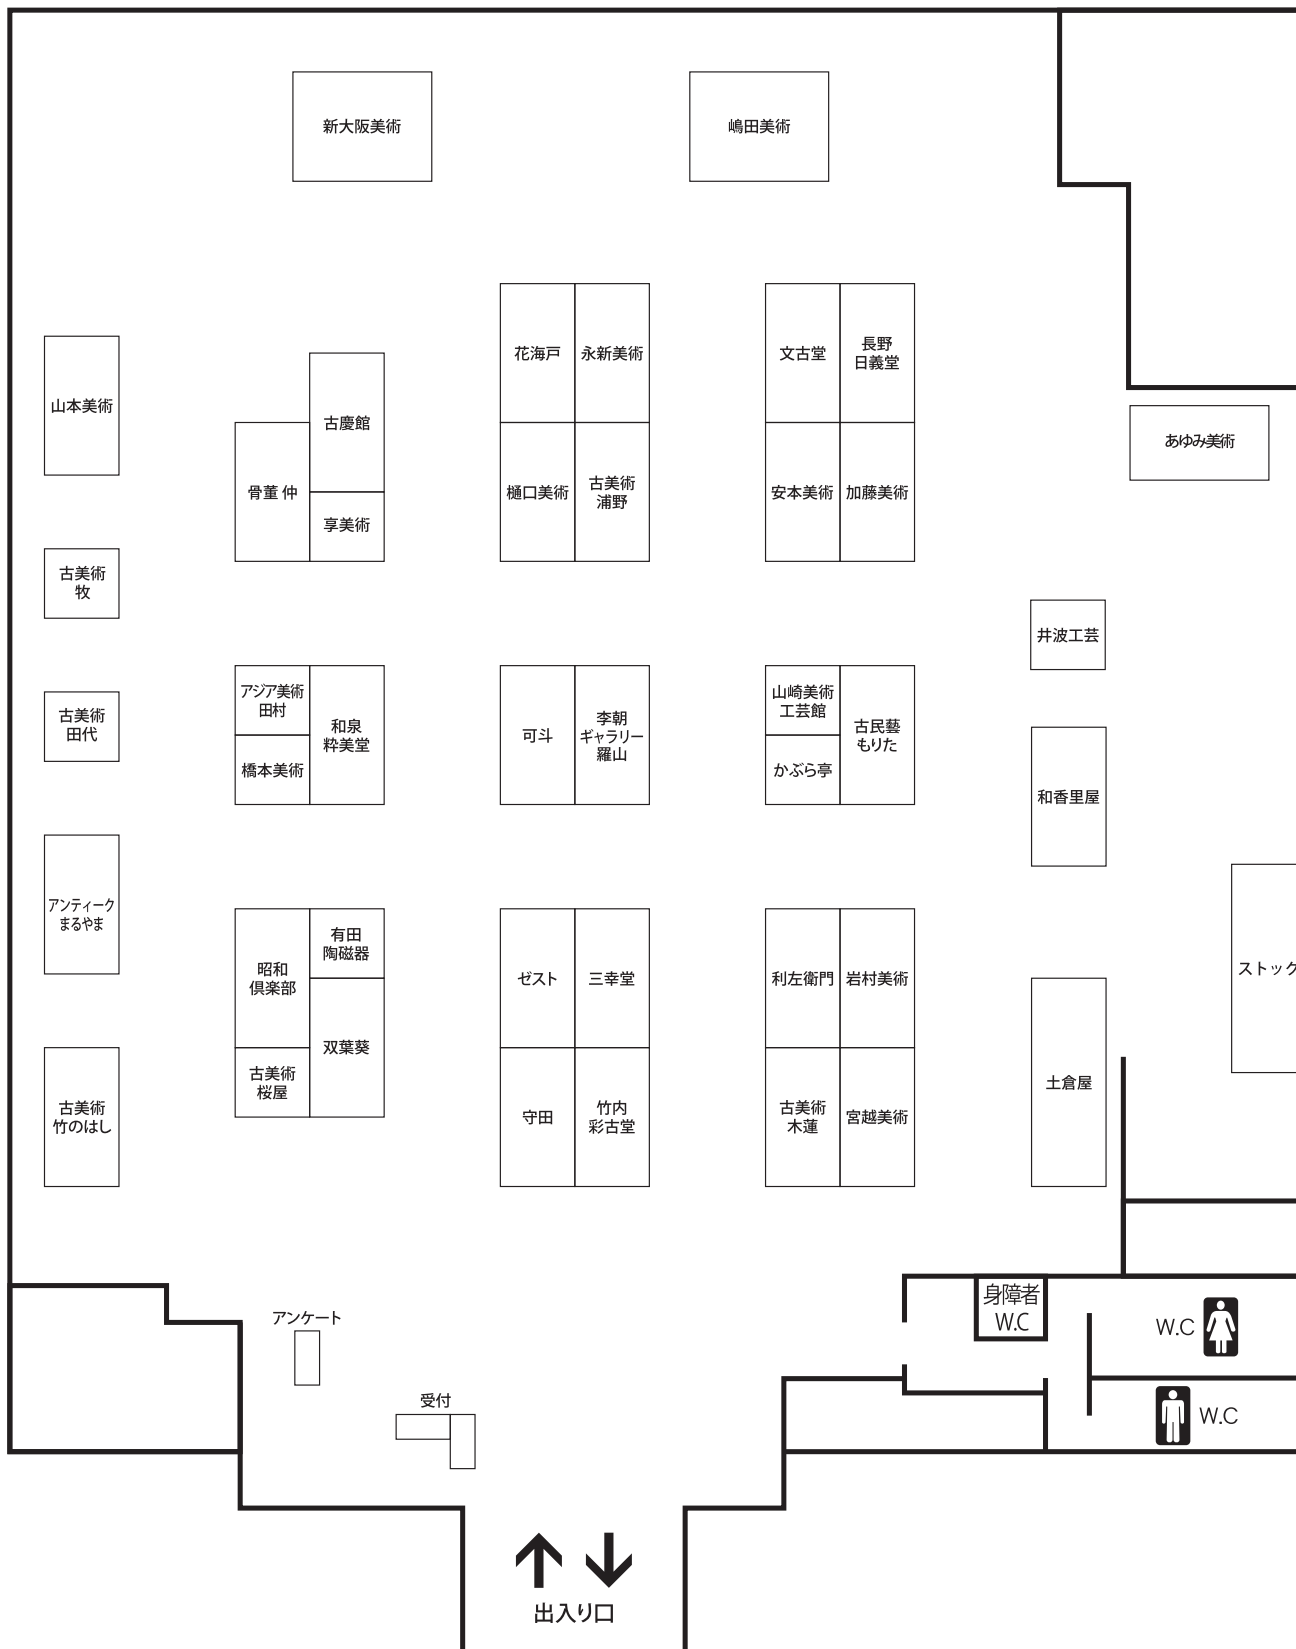 新大阪美術
嶋田美術
花海戸
永新美術
文古堂
長野
日義堂
山本美術
古慶館
あゆみ美術
骨董 仲
享美術
樋口美術
古美術
浦野
安本美術
加藤美術
古美術
牧
井波工芸
アジア美術
田村
和泉
粋美堂
橋本美術
可斗
李朝
ギャラリー
羅山
山崎美術
工芸館
かぶら亭
古民藝
もりた
古美術
田代
和香里屋
アンティーク
まるやま
昭和
倶楽部
有田
陶磁器
双葉葵
古美術
桜屋
ゼスト
三幸堂
利左衛門
岩村美術
ストック
土倉屋
古美術
竹のはし
守田
竹内
彩古堂
古美術
木蓮
宮越美術
アンケート
受付
身障者
W.C
W.C
W.C
出入り口